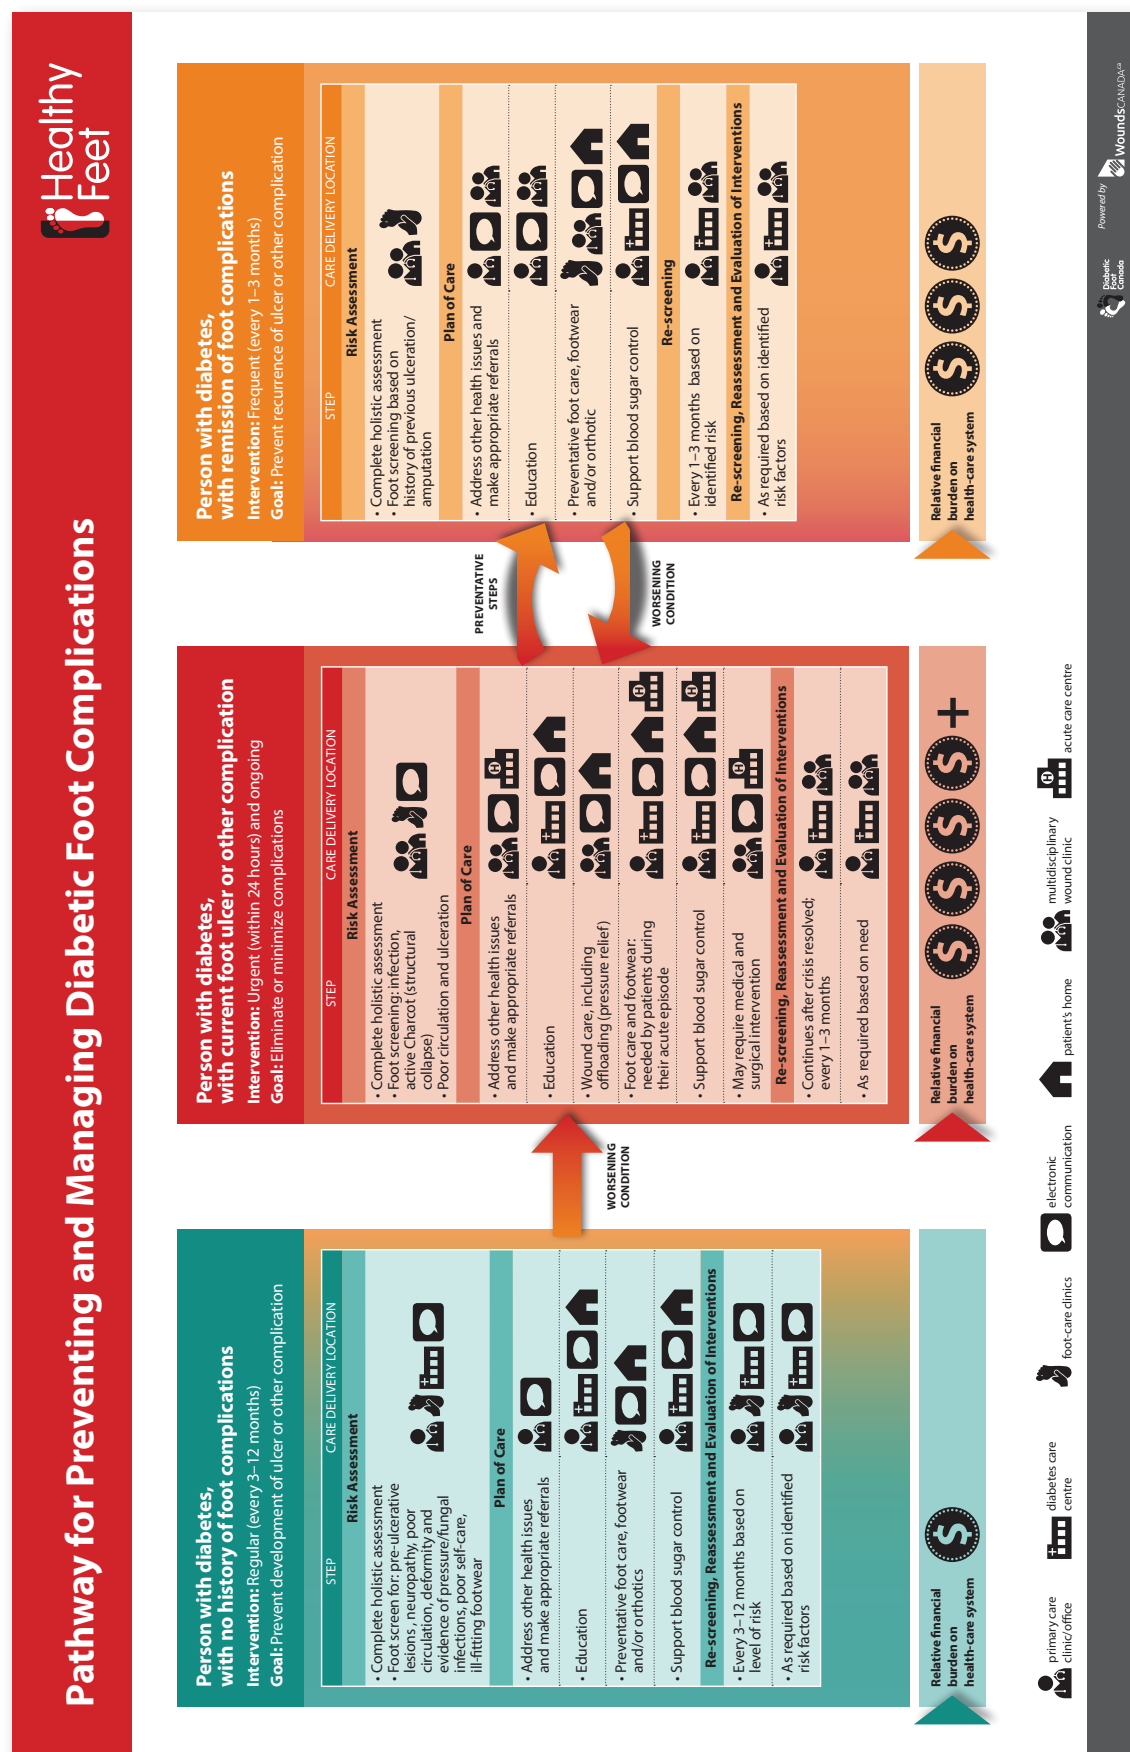 Pathway for Preventing and Managing Diabetic Foot Complications
Healthy
Feet
Person with diabetes,
with no history of foot complications
Intervention: Regular (every 3–12 months)
Goal: Prevent development of ulcer or other complication
STEP
CARE DELIVERY LOCATION
Risk Assessment
• Complete holistic assessment
• Foot screen for: pre-ulcerative
lesions, neuropathy, poor
circulation, deformity and
evidence of pressure/fungal
infections, poor self-care,
ill-fitting footwear
Plan of Care
• Address other health issues
and make appropriate referrals
• Education
• Preventative foot care, footwear
and/or orthotics
• Support blood sugar control
Re-screening, Reassessment and Evaluation of Interventions
• Every 3–12 months based on
level of risk
• As required based on identified
risk factors
Relative financial
burden on
health-care system
$
WORSENING
CONDITION
Person with diabetes,
with current foot ulcer or other complication
Intervention: Urgent (within 24 hours) and ongoing
Goal: Eliminate or minimize complications
STEP
CARE DELIVERY LOCATION
Risk Assessment
• Complete holistic assessment
• Foot screening: infection,
active Charcot (structural
collapse)
• Poor circulation and ulceration
Plan of Care
• Address other health issues
and make appropriate referrals
H
• Education
• Wound care, including
offloading (pressure relief)
• Foot care and footwear:
needed by patients during
their acute episode
H
• Support blood sugar control
H
• May require medical and
surgical intervention
H
Re-screening, Reassessment and Evaluation of Interventions
• Continues after crisis resolved;
every 1–3 months
• As required based on need
Relative financial
burden on
health-care system
$ $ $ $ +
PREVENTATIVE
STEPS
WORSENING
CONDITION
Person with diabetes,
with remission of foot complications
Intervention: Frequent (every 1–3 months)
Goal: Prevent recurrence of ulcer or other complication
STEP
CARE DELIVERY LOCATION
Risk Assessment
• Complete holistic assessment
• Foot screening based on
history of previous ulceration/
amputation
Plan of Care
• Address other health issues and
make appropriate referrals
• Education
• Preventative foot care, footwear
and/or orthotic
• Support blood sugar control
Re-screening
• Every 1–3 months based on
identified risk
Re-screening, Reassessment and Evaluation of Interventions
• As required based on identified
risk factors
Relative financial
burden on
health-care system
$ $ $
primary care
clinic/office
diabetes care
centre
foot-care clinics
electronic
communication
patient's home
multidisciplinary
wound clinic
H
acute care centre
Diabetic
Foot
Canada
Powered by
WoundsCANADA.ca